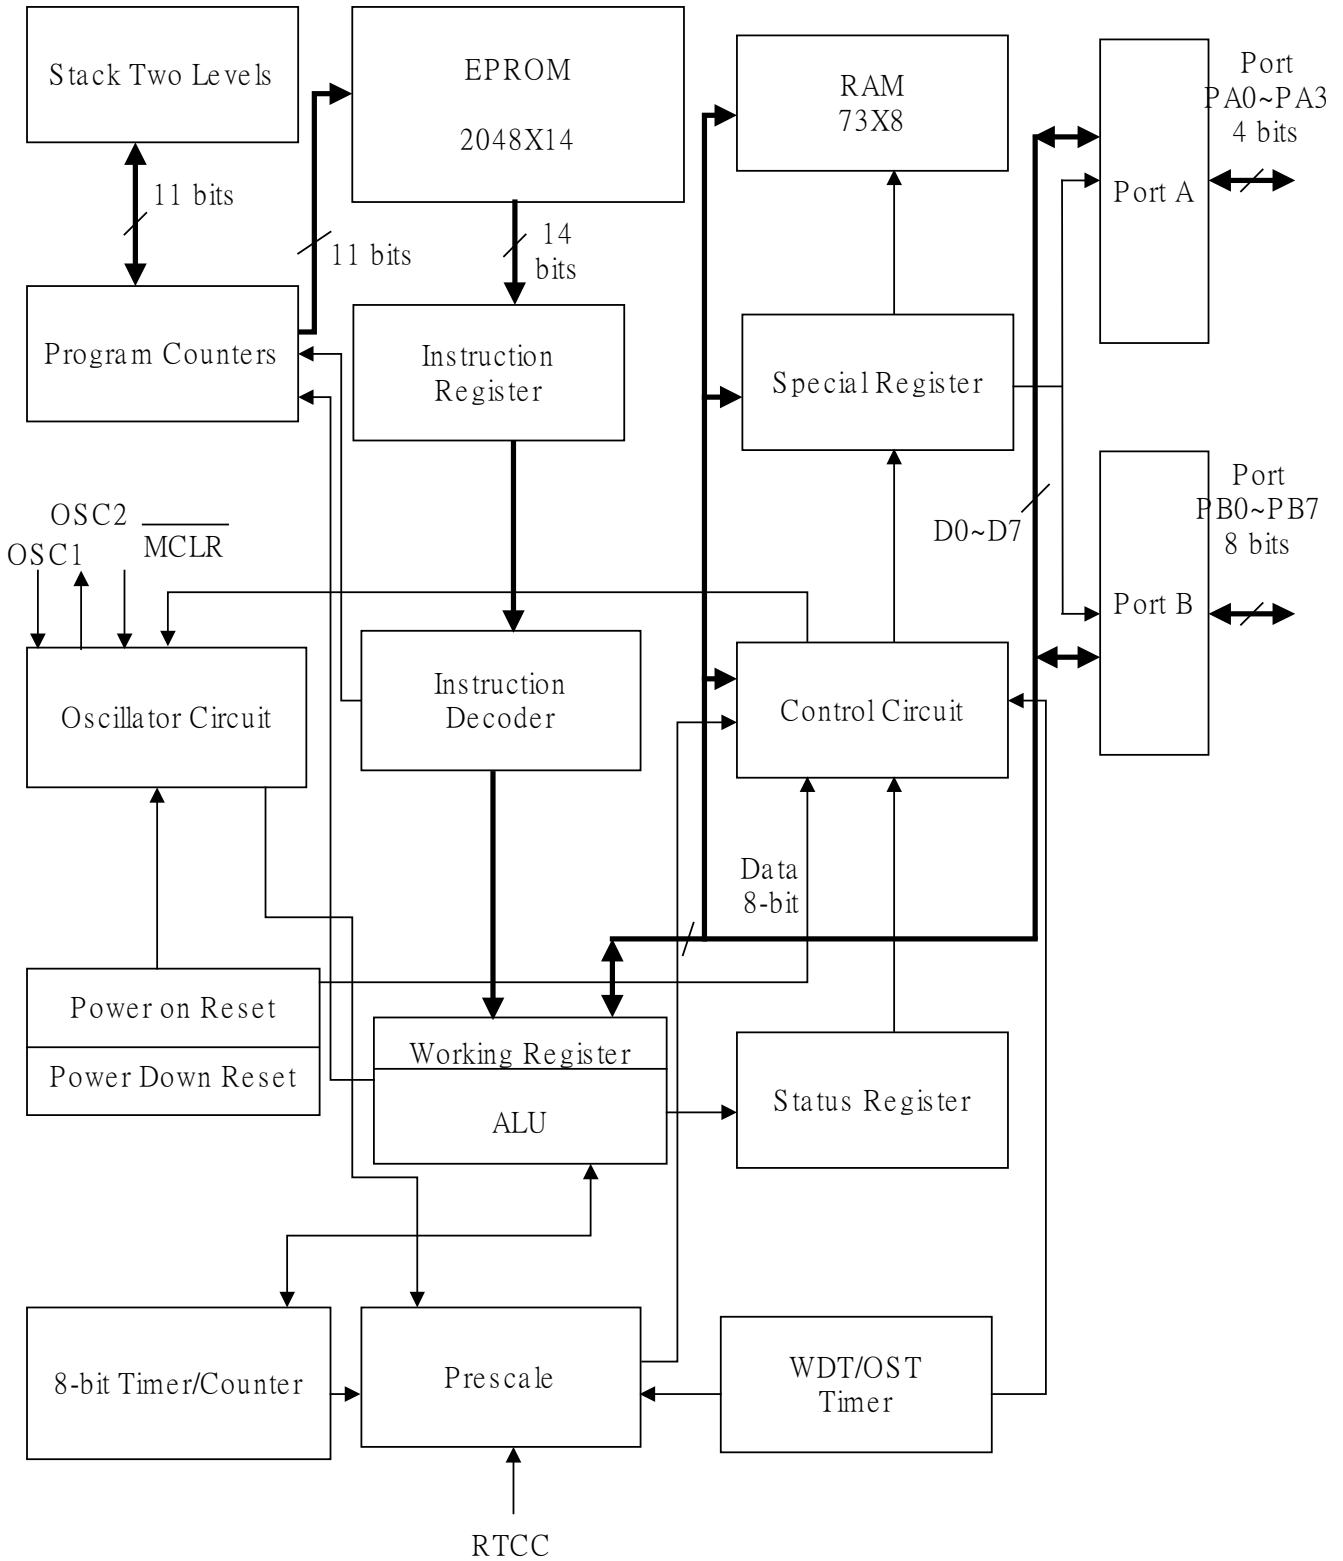 Stack Two Levels
EPROM
2048X14
RAM
73X8
Port
PA0~PA3
4 bits
Port A
11 bits
11 bits
14
bits
Program Counters
Instruction
Register
Special Register
Port
PB0~PB7
8 bits
D0~D7
Port B
OSC2
MCLR
OSC1
Oscillator Circuit
Instruction
Decoder
Control Circuit
Data
8-bit
Power on Reset
Power Down Reset
Working Register
ALU
Status Register
8-bit Timer/Counter
Prescale
WDT/OST
Timer
RTCC